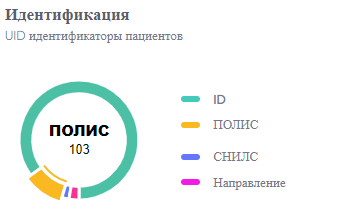 Идентификация
UID идентификаторы пациентов
ПОЛИС
103
ID
ПОЛИС
СНИЛС
Направление